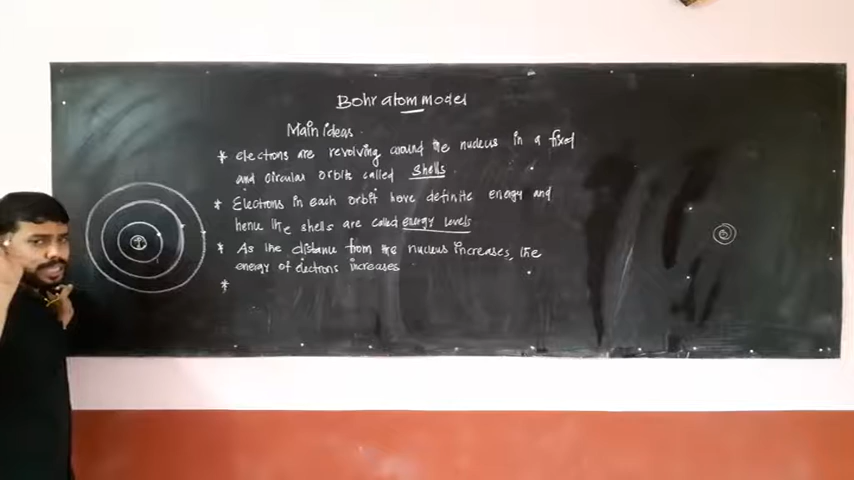 Bohr atom model
Main ideas
* electrons are revolving around the nucleus in a fixed
and circular orbits called shells
* Electrons in each orbit have definite energy and
hence the shells are called energy levels
* As the distance from the nucleus increases, the
energy of electrons increases
*